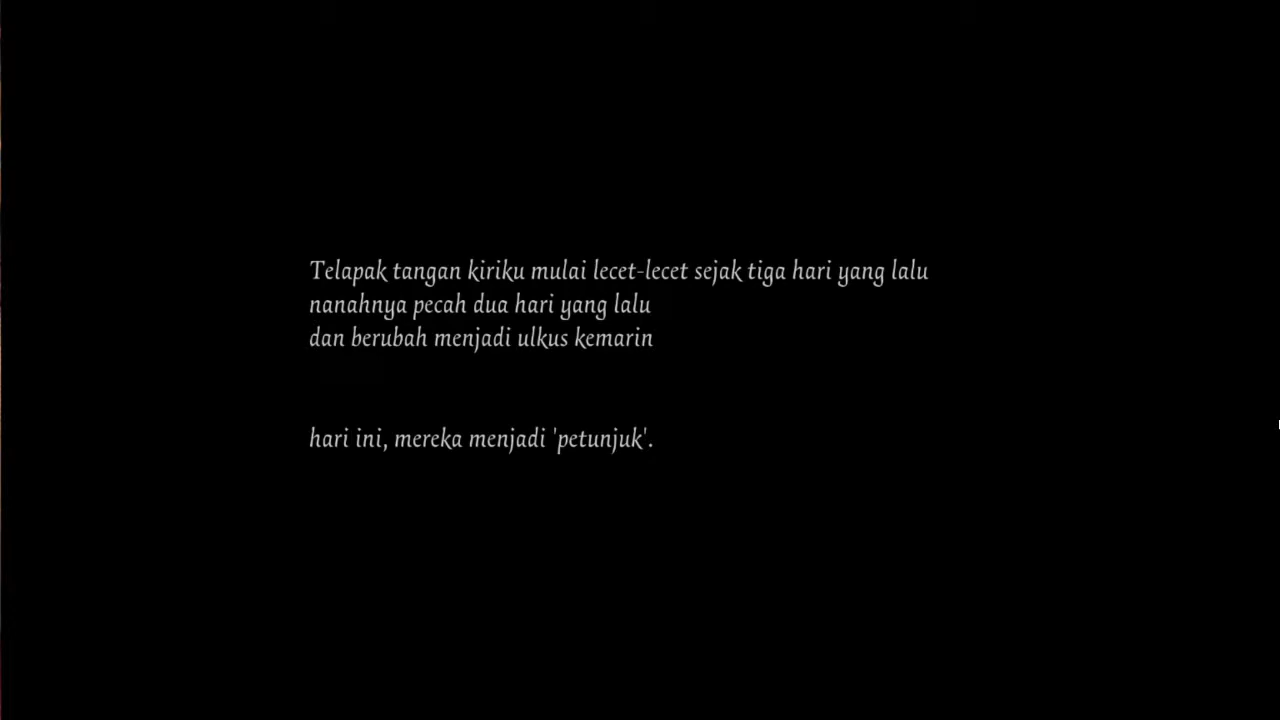 Telapak tangan kiriku mulai lecet-lecet sejak tiga hari yang lalu
nanahnya pecah dua hari yang lalu
dan berubah menjadi ulkus kemarin
hari ini, mereka menjadi 'petunjuk'.